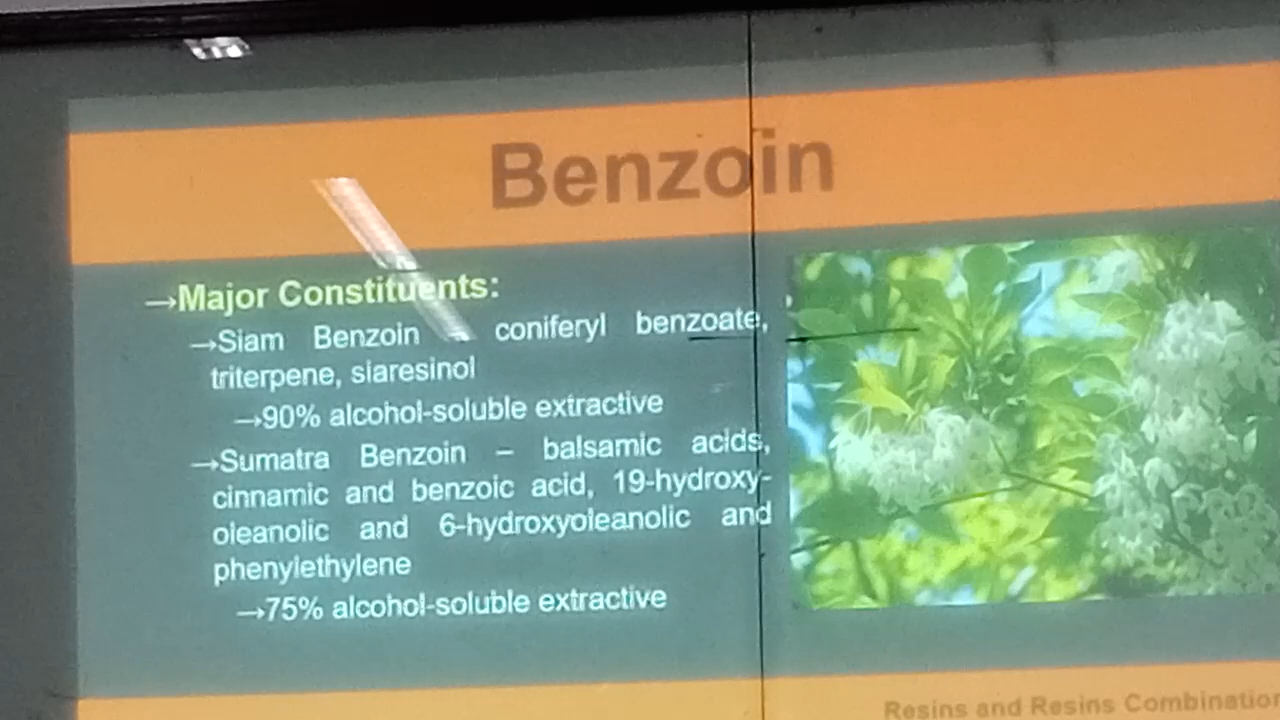 Benzoin
→Major Constituents:
→Siam Benzoin coniferyl benzoate,
triterpene, siaresinol
→90% alcohol-soluble extractive
→Sumatra Benzoin – balsamic acids,
cinnamic and benzoic acid, 19-hydroxy-
oleanolic and 6-hydroxyoleanolic and
phenylethylene
→75% alcohol-soluble extractive
Resins and Resins Combination